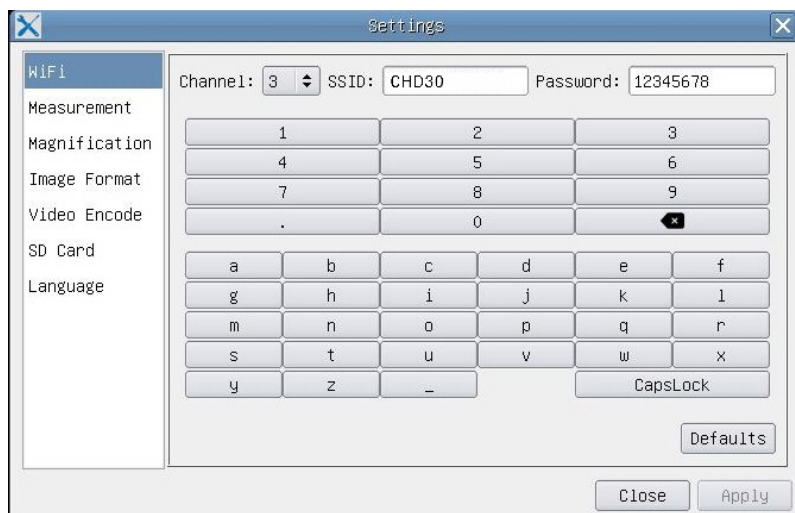 Settings
WiFi
Measurement
Magnification
Image Format
Video Encode
SD Card
Language
Channel: 3 SSID: CHD30 Password: 12345678
1 2 3
4 5 6
7 8 9
. 0
a b c d e f
g h i j k l
m n o p q r
s t u v w x
y z _ CapsLock
Defaults
Close Apply